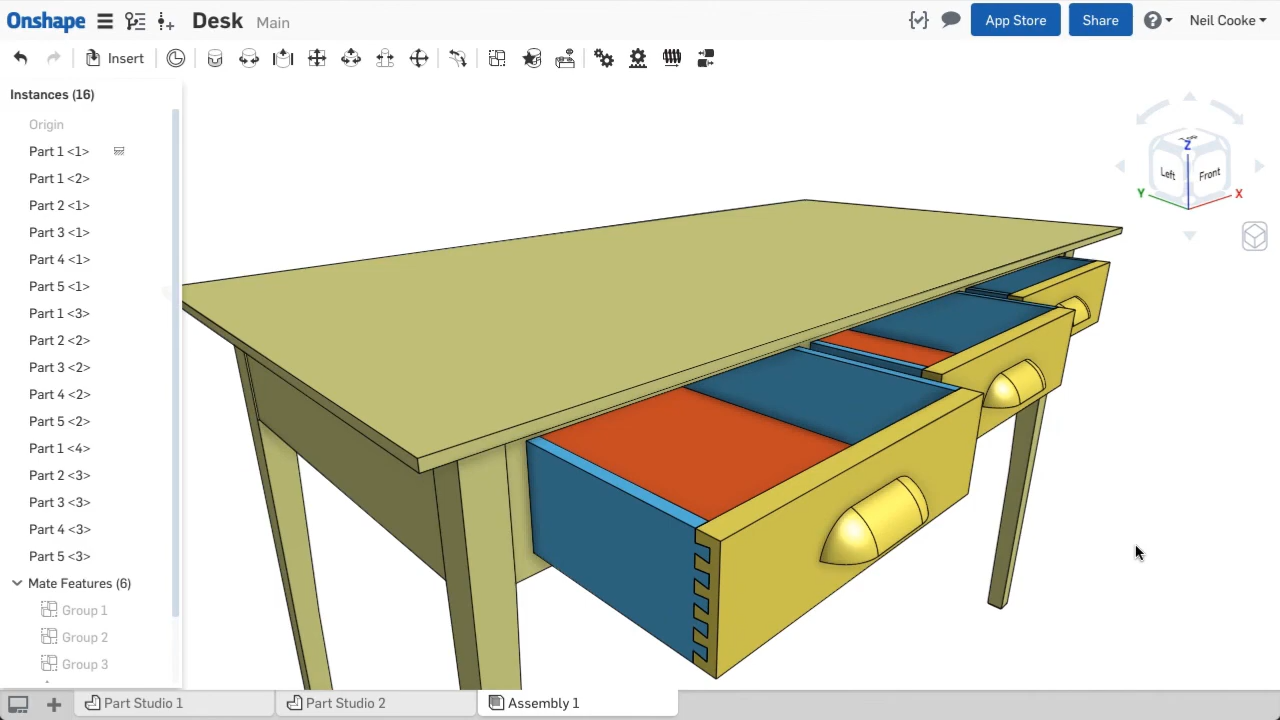 Onshape Desk Main App Store Share Neil Cooke
Insert
Instances (16)
Origin
Part 1 <1>
Part 1 <2>
Part 2 <1>
Part 3 <1>
Part 4 <1>
Part 5 <1>
Part 1 <3>
Part 2 <2>
Part 3 <2>
Part 4 <2>
Part 5 <2>
Part 1 <4>
Part 2 <3>
Part 3 <3>
Part 4 <3>
Part 5 <3>
Mate Features (6)
Group 1
Group 2
Group 3
Z
Left Front
Y X
Part Studio 1 Part Studio 2 Assembly 1